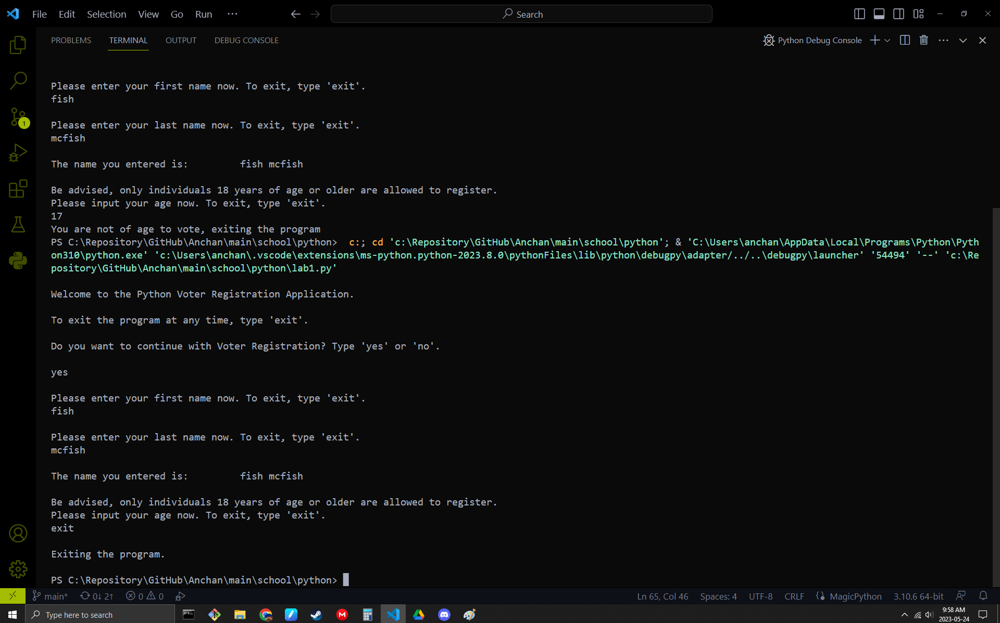 File Edit Selection View Go Run ··· Search
PROBLEMS TERMINAL OUTPUT DEBUG CONSOLE Python Debug Console
Please enter your first name now. To exit, type 'exit'.
fish
Please enter your last name now. To exit, type 'exit'.
mcfish
The name you entered is: fish mcfish
Be advised, only individuals 18 years of age or older are allowed to register.
Please input your age now. To exit, type 'exit'.
17
You are not of age to vote, exiting the program
PS C:\Repository\GitHub\Anchan\main\school\python> c:; cd 'c:\Repository\GitHub\Anchan\main\school\python'; & 'C:\Users\anchan\AppData\Local\Programs\Python\Pyth
on310\python.exe' 'c:\Users\anchan\.vscode\extensions\ms-python.python-2023.8.0\pythonFiles\lib\python\debugpy\adapter/../..\debugpy\launcher' '54494' '--' 'c:\Re
pository\GitHub\Anchan\main\school\python\lab1.py'
Welcome to the Python Voter Registration Application.
To exit the program at any time, type 'exit'.
Do you want to continue with Voter Registration? Type 'yes' or 'no'.
yes
Please enter your first name now. To exit, type 'exit'.
fish
Please enter your last name now. To exit, type 'exit'.
mcfish
The name you entered is: fish mcfish
Be advised, only individuals 18 years of age or older are allowed to register.
Please input your age now. To exit, type 'exit'.
exit
Exiting the program.
PS C:\Repository\GitHub\Anchan\main\school\python>
1
main* 0↓ 2↑ 0 0 Ln 65, Col 46 Spaces: 4 UTF-8 CRLF MagicPython 3.10.6 64-bit
Type here to search
9:58 AM
2023-05-24